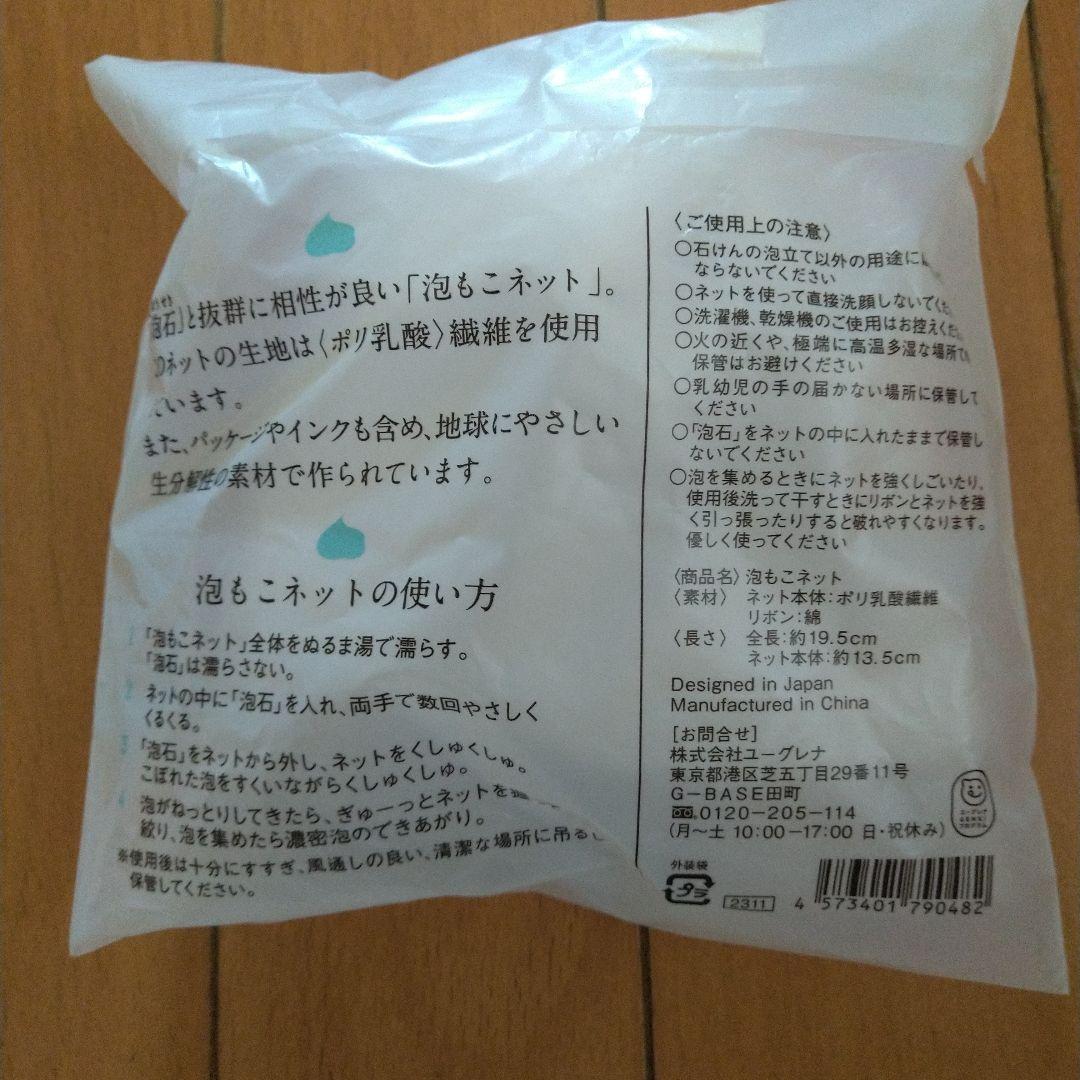 泡石」と抜群に相性が良い「泡もこネット」。
ネットの生地は〈ポリ乳酸〉繊維を使用
ています。
また、パッケージやインクも含め、地球にやさしい
生分解性の素材で作られています。
泡もこネットの使い方
1 「泡もこネット」全体をぬるま湯で濡らす。
「泡石」は濡らさない。
2 ネットの中に「泡石」を入れ、両手で数回やさしく
くるくる。
3 「泡石」をネットから外し、ネットをくしゅくしゅ。
こぼれた泡をすくいながらくしゅくしゅ。
4 泡がねっとりしてきたら、ぎゅーっとネットを
絞り、泡を集めたら濃密泡のできあがり。
※使用後は十分にすすぎ、風通しの良い、清潔な場所に吊るし
保管してください。
〈ご使用上の注意〉
○石けんの泡立て以外の用途に
ならないでください
○ネットを使って直接洗顔しないでくだ
○洗濯機、乾燥機のご使用はお控えくだ
○火の近くや、極端に高温多湿な場所で
保管はお避けください
○乳幼児の手の届かない場所に保管して
ください
○「泡石」をネットの中に入れたままで保管し
ないでください
○泡を集めるときにネットを強くしごいたり、
使用後洗って干すときにリボンとネットを強
く引っ張ったりすると破れやすくなります。
優しく使ってください
〈商品名〉泡もこネット
〈素材〉 ネット本体：ポリ乳酸繊維
リボン：綿
〈長さ〉 全長：約19.5cm
ネット本体：約13.5cm
Designed in Japan
Manufactured in China
[お問合せ]
株式会社ユーグレナ
東京都港区芝五丁目29番11号
G-BASE田町
0120-205-114
(月～土 10:00-17:00 日・祝休み)
ユーグレナ
GENKI
プログラム
外装袋
プラ
2311
4 573401 790482